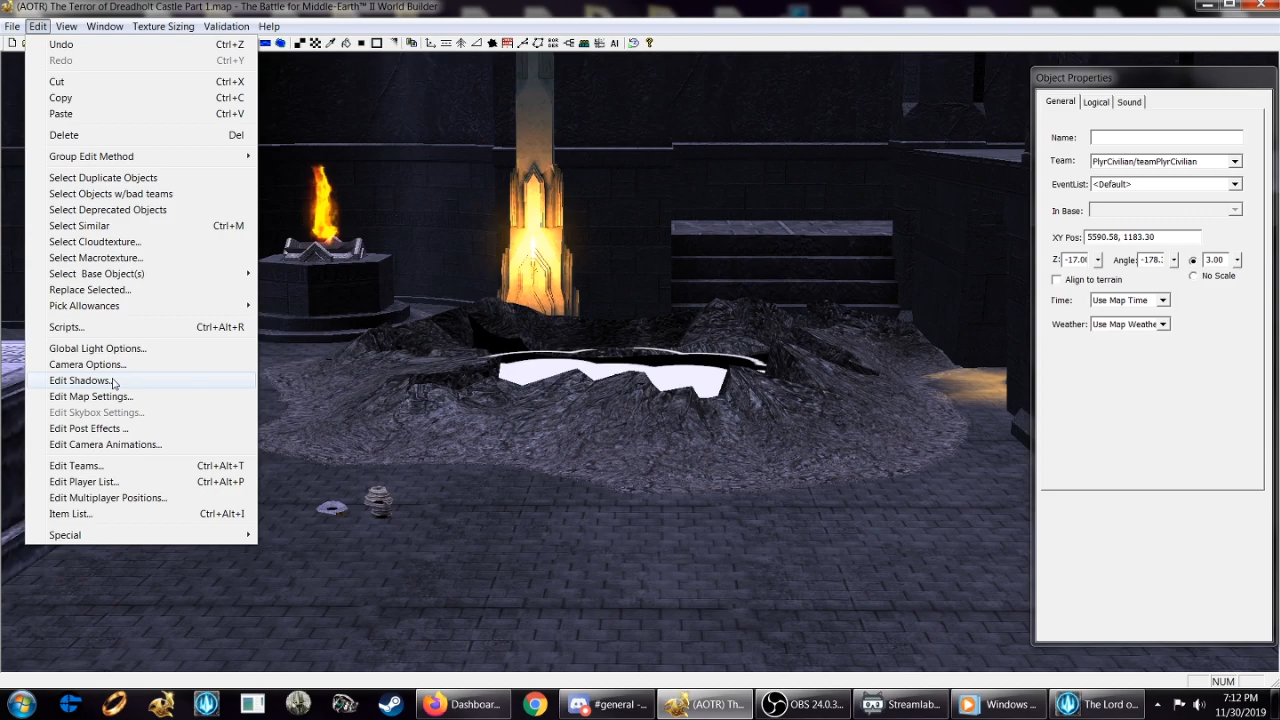 (AOTR) The Terror of Dreadholt Castle Part 1.map - The Battle for Middle-Earth™ II World Builder
File Edit View Window Texture Sizing Validation Help
AI
Undo Ctrl+Z
Redo Ctrl+Y
Cut Ctrl+X
Copy Ctrl+C
Paste Ctrl+V
Delete Del
Group Edit Method
Select Duplicate Objects
Select Objects w/bad teams
Select Deprecated Objects
Select Similar Ctrl+M
Select Cloudtexture...
Select Macrotexture...
Select Base Object(s)
Replace Selected...
Pick Allowances
Scripts... Ctrl+Alt+R
Global Light Options...
Camera Options...
Edit Shadows...
Edit Map Settings...
Edit Skybox Settings...
Edit Post Effects ...
Edit Camera Animations...
Edit Teams... Ctrl+Alt+T
Edit Player List... Ctrl+Alt+P
Edit Multiplayer Positions...
Item List... Ctrl+Alt+I
Special
Object Properties
General Logical Sound
Name:
Team: PlyrCivilian/teamPlyrCivilian
EventList: <Default>
In Base:
XY Pos: 5590.58, 1183.30
Z: -17.0 Angle: -178. 3.00
No Scale
Align to terrain
Time: Use Map Time
Weather: Use Map Weathe
NUM
Dashboar...
#general -...
(AOTR) Th...
OBS 24.0.3...
Streamlab...
Windows ...
The Lord o...
7:12 PM
11/30/2019